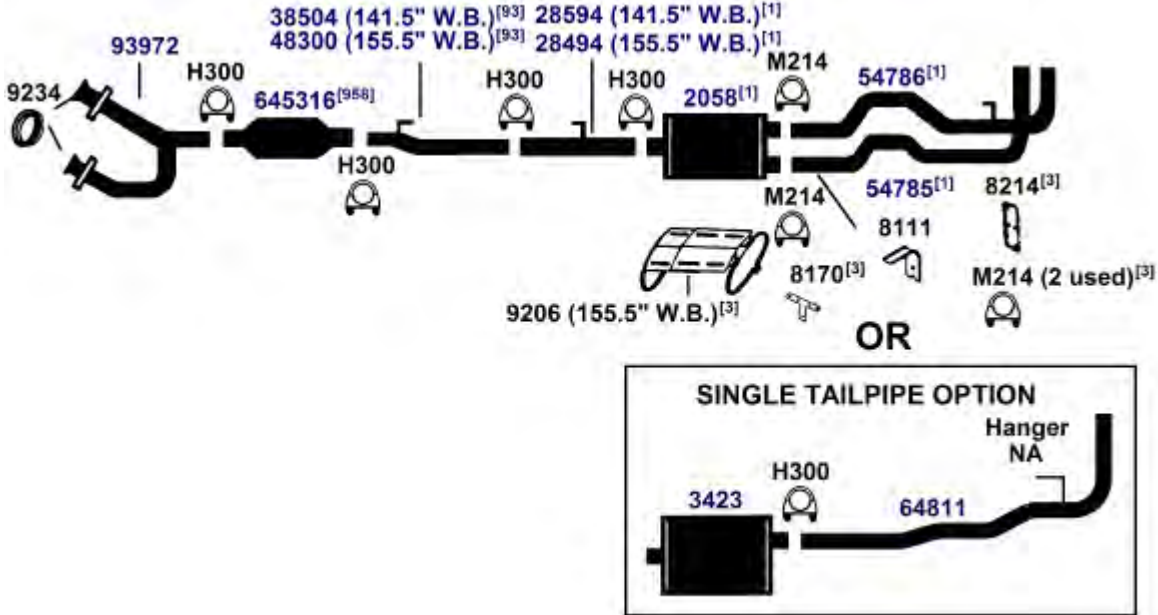 38504 (141.5" W.B.)[93] 28594 (141.5" W.B.)[1]
48300 (155.5" W.B.)[93] 28494 (155.5" W.B.)[1]
93972
9234
H300
645316[958]
H300
H300
H300
M214
2058[1]
54786[1]
M214
54785[1]
8214[3]
8111
8170[3]
9206 (155.5" W.B.)[3]
M214 (2 used)[3]
OR
SINGLE TAILPIPE OPTION
Hanger
NA
H300
3423
64811